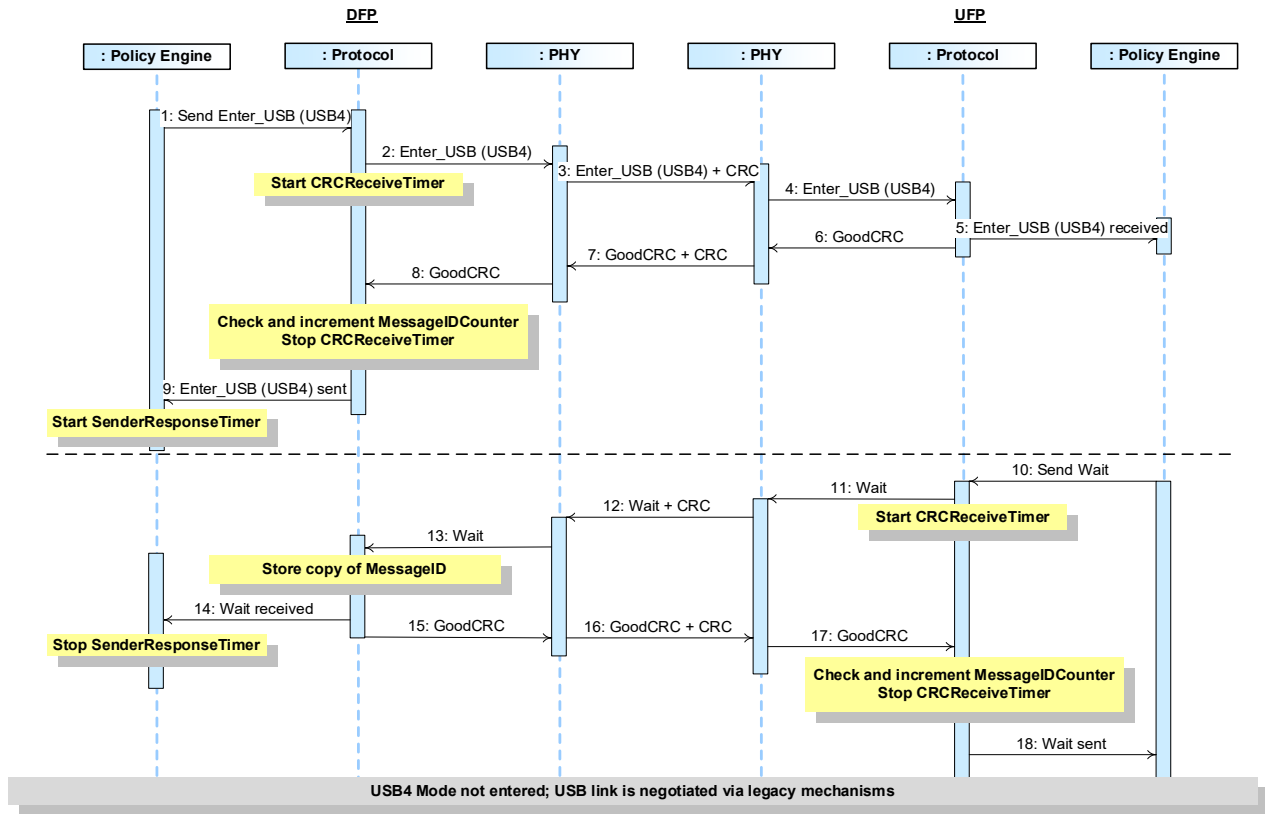 DFP
UFP
: Policy Engine
: Protocol
: PHY
: PHY
: Protocol
: Policy Engine
1: Send Enter_USB (USB4)
2: Enter_USB (USB4)
Start CRCReceiveTimer
3: Enter_USB (USB4) + CRC
4: Enter_USB (USB4)
5: Enter_USB (USB4) received
6: GoodCRC
7: GoodCRC + CRC
8: GoodCRC
Check and increment MessageIDCounter
Stop CRCReceiveTimer
9: Enter_USB (USB4) sent
Start SenderResponseTimer
10: Send Wait
11: Wait
Start CRCReceiveTimer
12: Wait + CRC
13: Wait
Store copy of MessageID
14: Wait received
Stop SenderResponseTimer
15: GoodCRC
16: GoodCRC + CRC
17: GoodCRC
Check and increment MessageIDCounter
Stop CRCReceiveTimer
18: Wait sent
USB4 Mode not entered; USB link is negotiated via legacy mechanisms